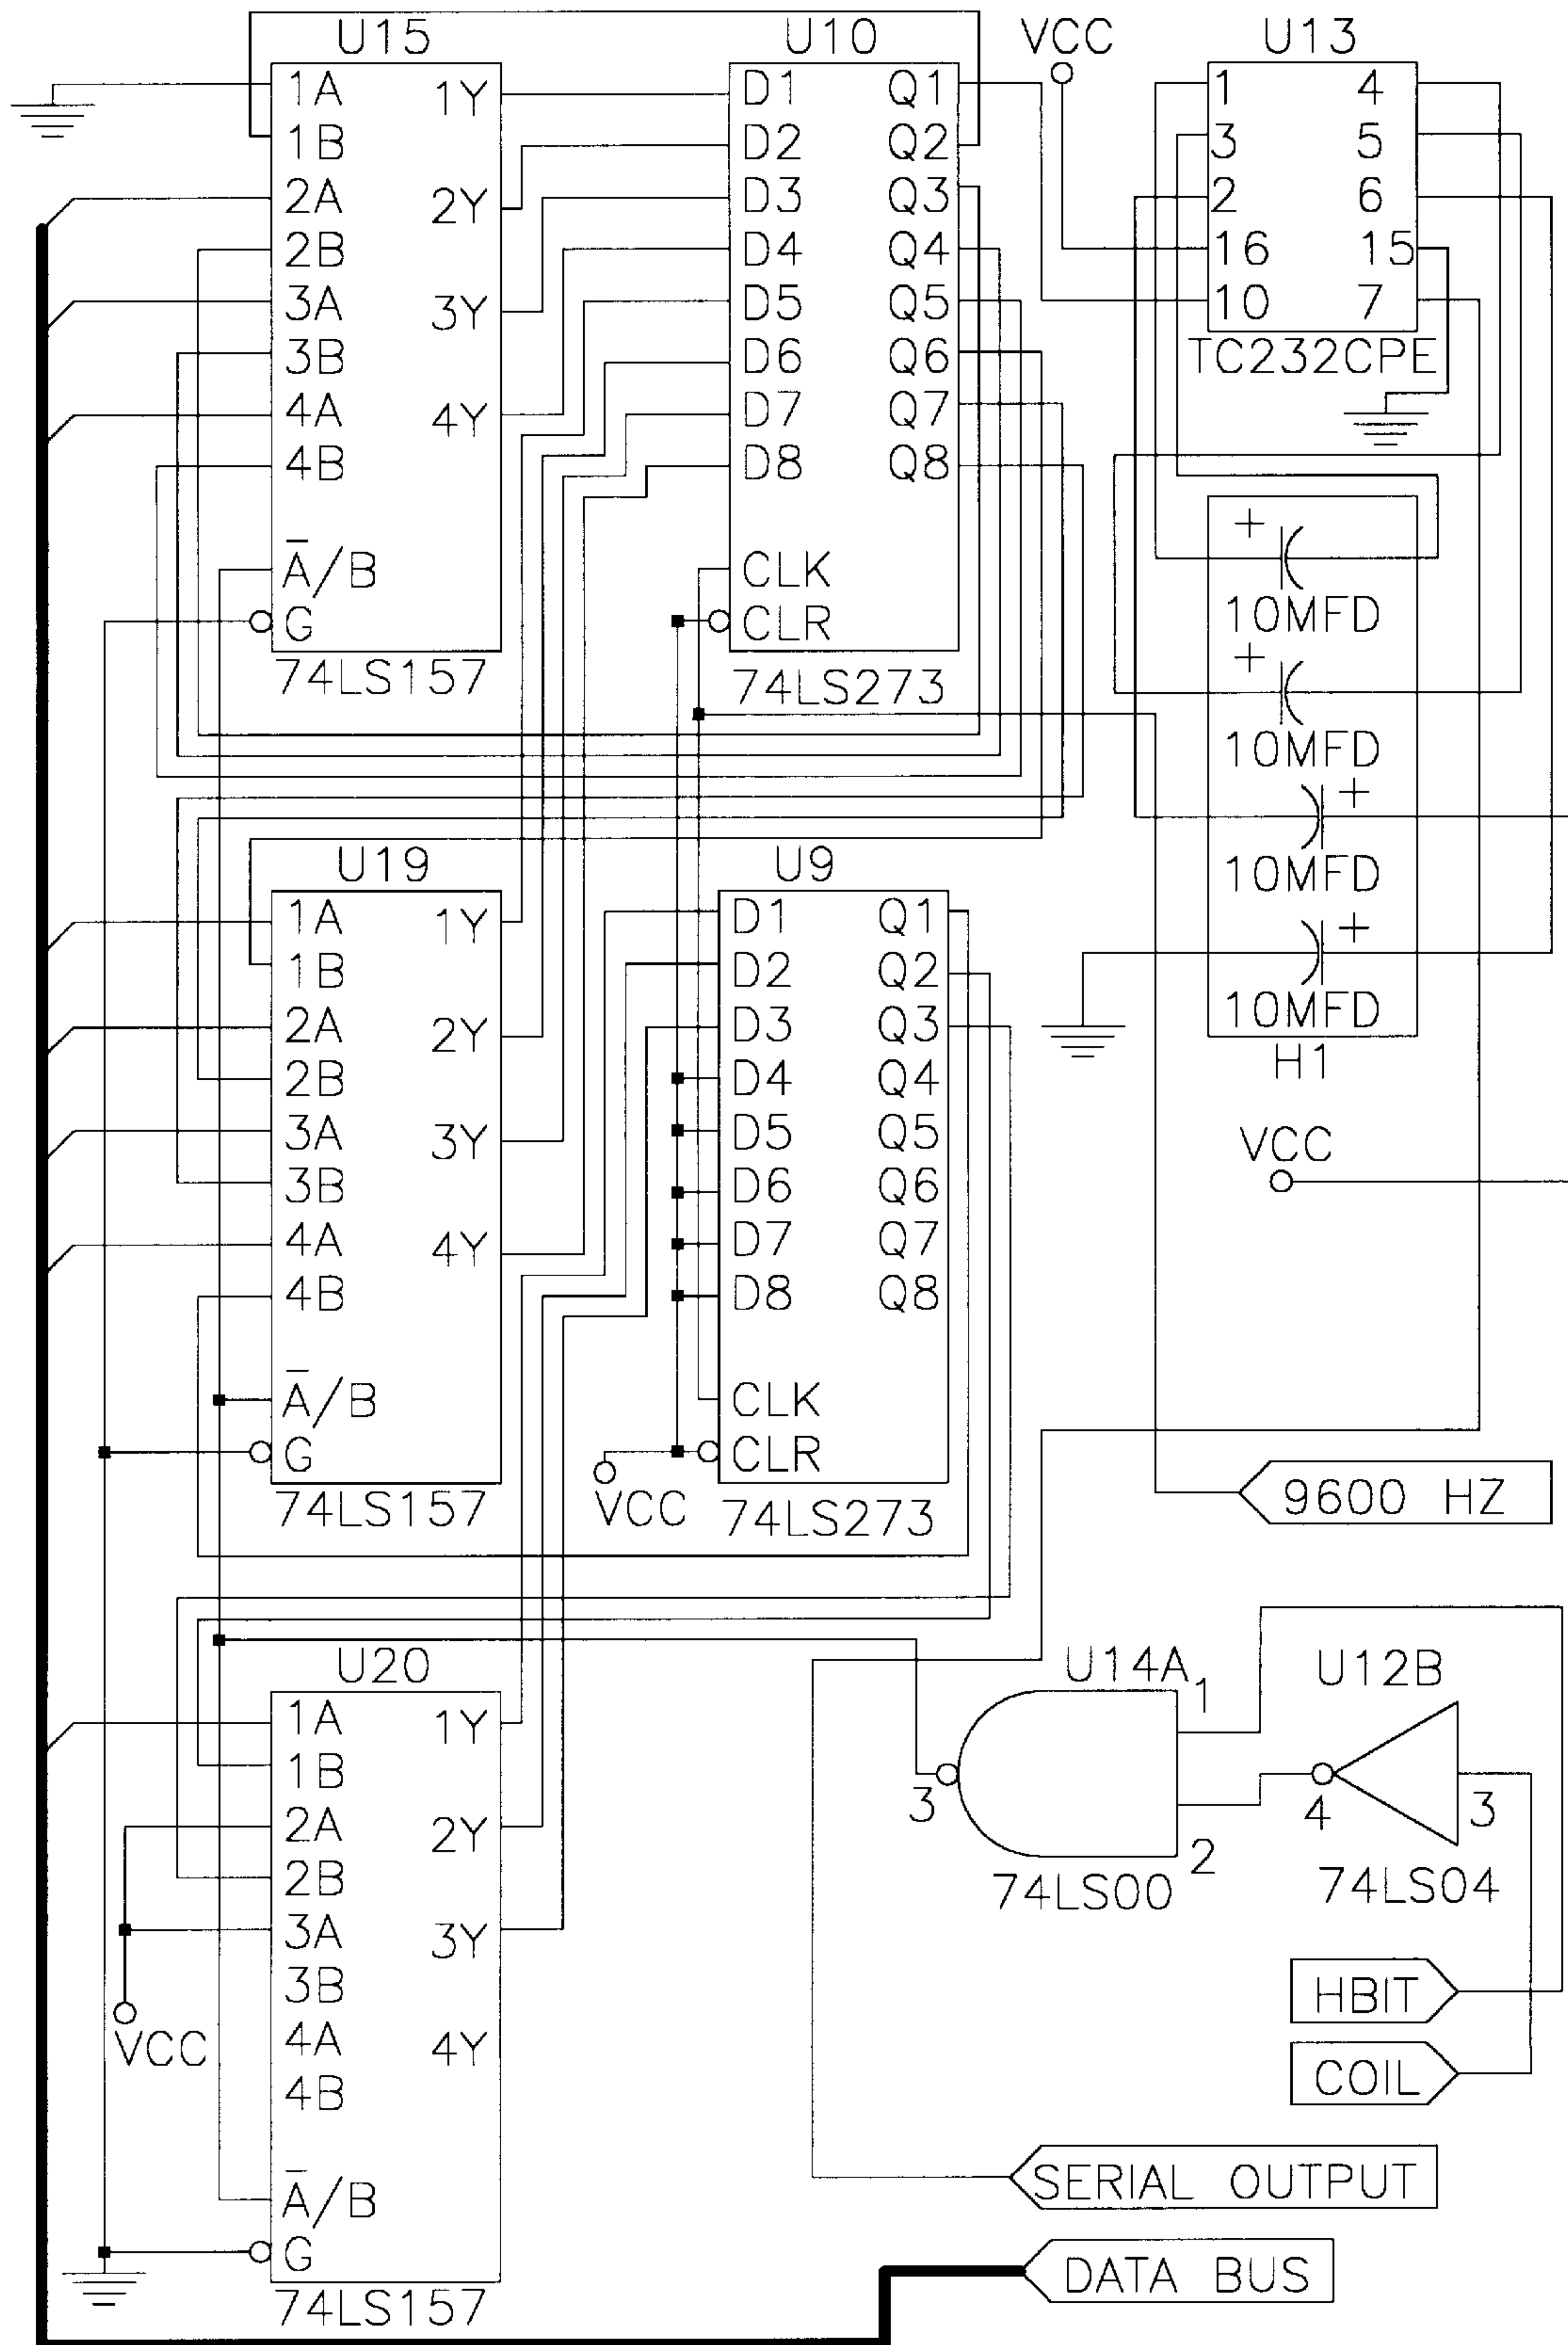 U15
1A
1B
2A
2B
3A
3B
4A
4B
A̅/B
G
1Y
2Y
3Y
4Y
74LS157
U10
D1
D2
D3
D4
D5
D6
D7
D8
CLK
CLR
Q1
Q2
Q3
Q4
Q5
Q6
Q7
Q8
74LS273
VCC
U13
1
3
2
16
10
4
5
6
15
7
TC232CPE
+
10MFD
+
10MFD
+
10MFD
+
10MFD
H1
VCC
U19
1A
1B
2A
2B
3A
3B
4A
4B
A̅/B
G
1Y
2Y
3Y
4Y
74LS157
U9
D1
D2
D3
D4
D5
D6
D7
D8
CLK
CLR
Q1
Q2
Q3
Q4
Q5
Q6
Q7
Q8
VCC
74LS273
9600 HZ
U20
1A
1B
2A
2B
3A
3B
4A
4B
A̅/B
G
1Y
2Y
3Y
4Y
VCC
74LS157
U14A
1
2
3
74LS00
U12B
4
3
74LS04
HBIT
COIL
SERIAL OUTPUT
DATA BUS